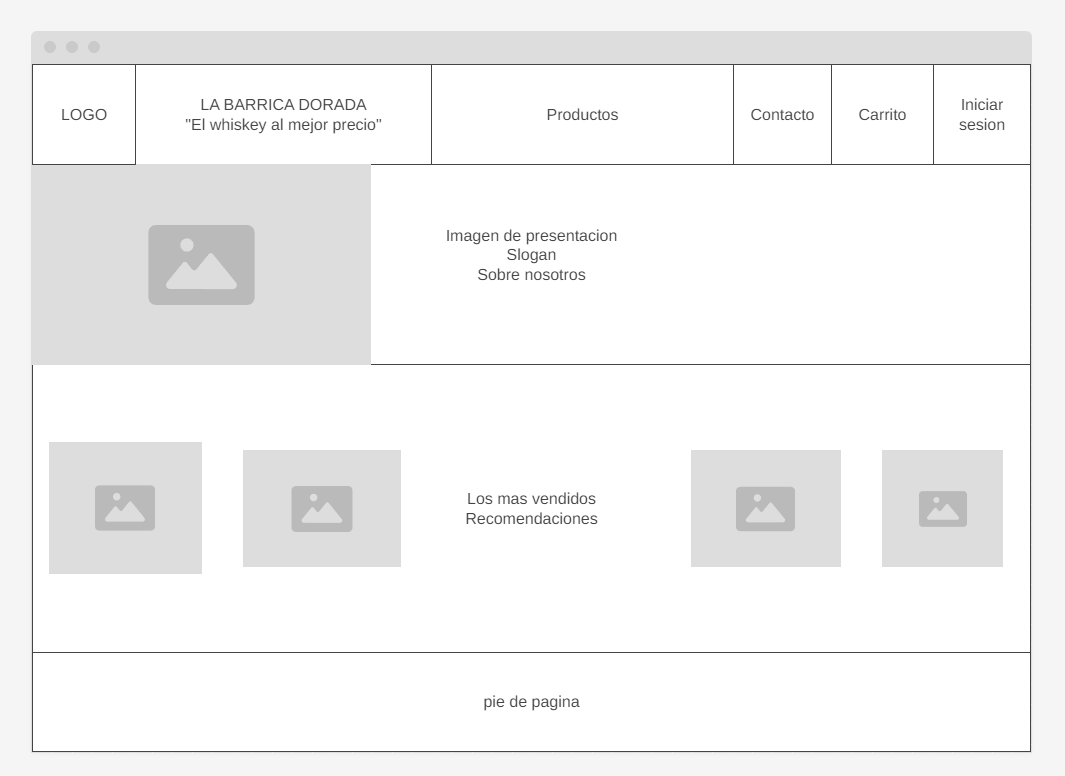 LOGO
LA BARRICA DORADA
"El whiskey al mejor precio"
Productos
Contacto
Carrito
Iniciar
sesion
Imagen de presentacion
Slogan
Sobre nosotros
Los mas vendidos
Recomendaciones
pie de pagina